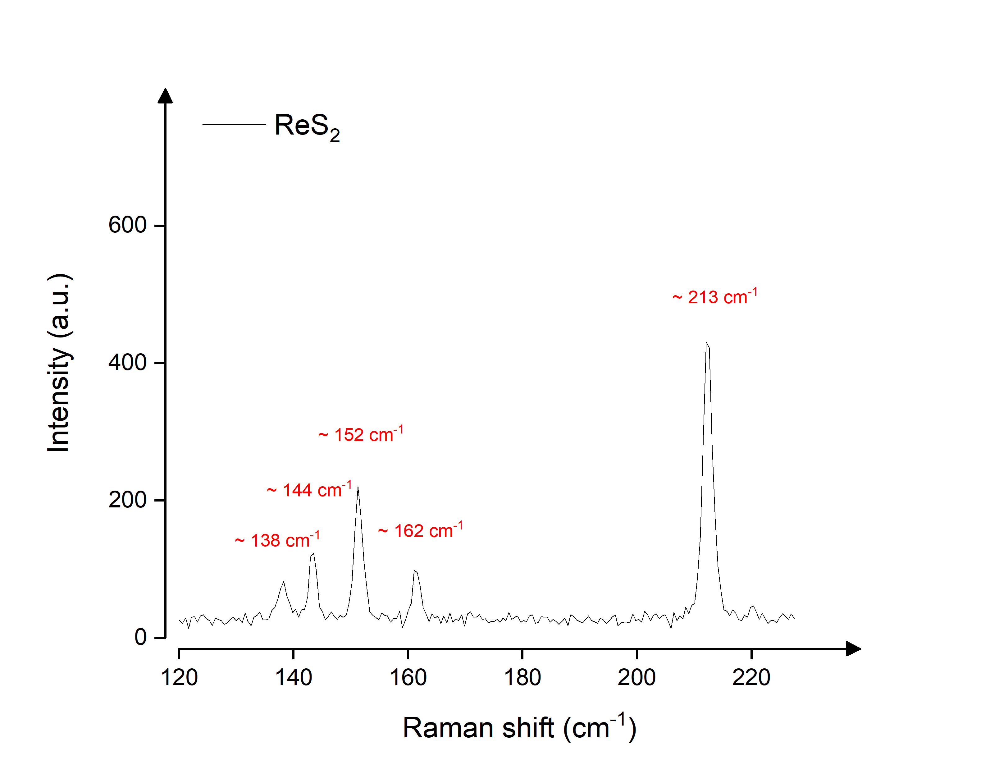 ReS₂
600
400
200
0
Intensity (a.u.)
~ 213 cm⁻¹
~ 152 cm⁻¹
~ 144 cm⁻¹
~ 162 cm⁻¹
~ 138 cm⁻¹
120 140 160 180 200 220
Raman shift (cm⁻¹)